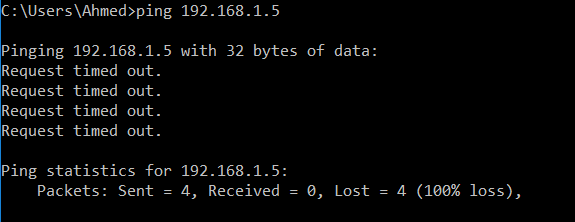 C:\Users\Ahmed>ping 192.168.1.5
Pinging 192.168.1.5 with 32 bytes of data:
Request timed out.
Request timed out.
Request timed out.
Request timed out.
Ping statistics for 192.168.1.5:
    Packets: Sent = 4, Received = 0, Lost = 4 (100% loss),